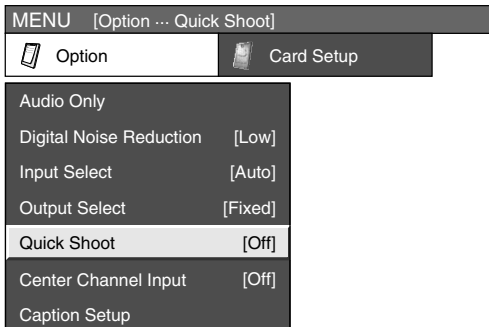 MENU [Option ··· Quick Shoot]
Option Card Setup
Audio Only
Digital Noise Reduction [Low]
Input Select [Auto]
Output Select [Fixed]
Quick Shoot [Off]
Center Channel Input [Off]
Caption Setup